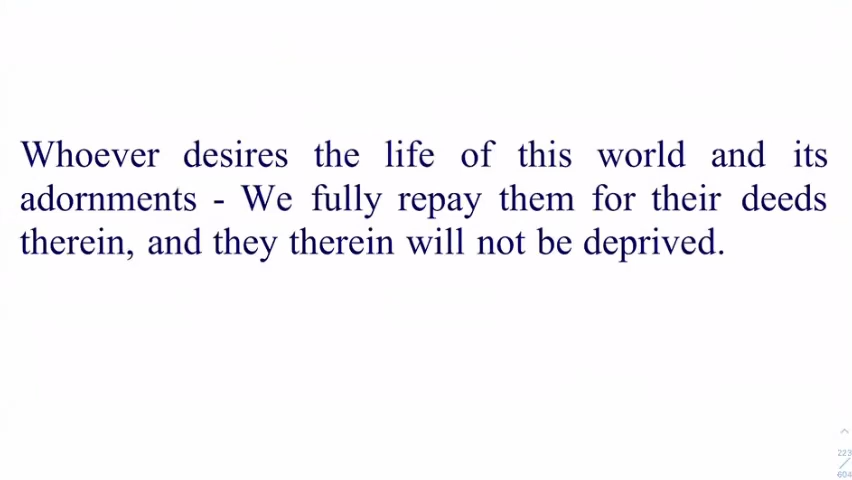 Whoever desires the life of this world and its
adornments - We fully repay them for their deeds
therein, and they therein will not be deprived.
223
/
604